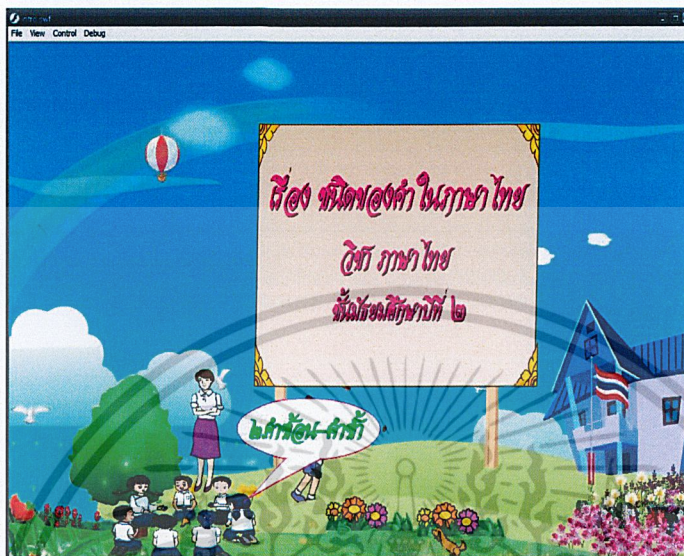 File View Control Debug
เรื่อง ชนิดของคำ ในภาษาไทย
วิชา ภาษาไทย
ชั้นมัธยมศึกษาปีที่ ๒
๒.คำซ้อน-คำซ้ำ